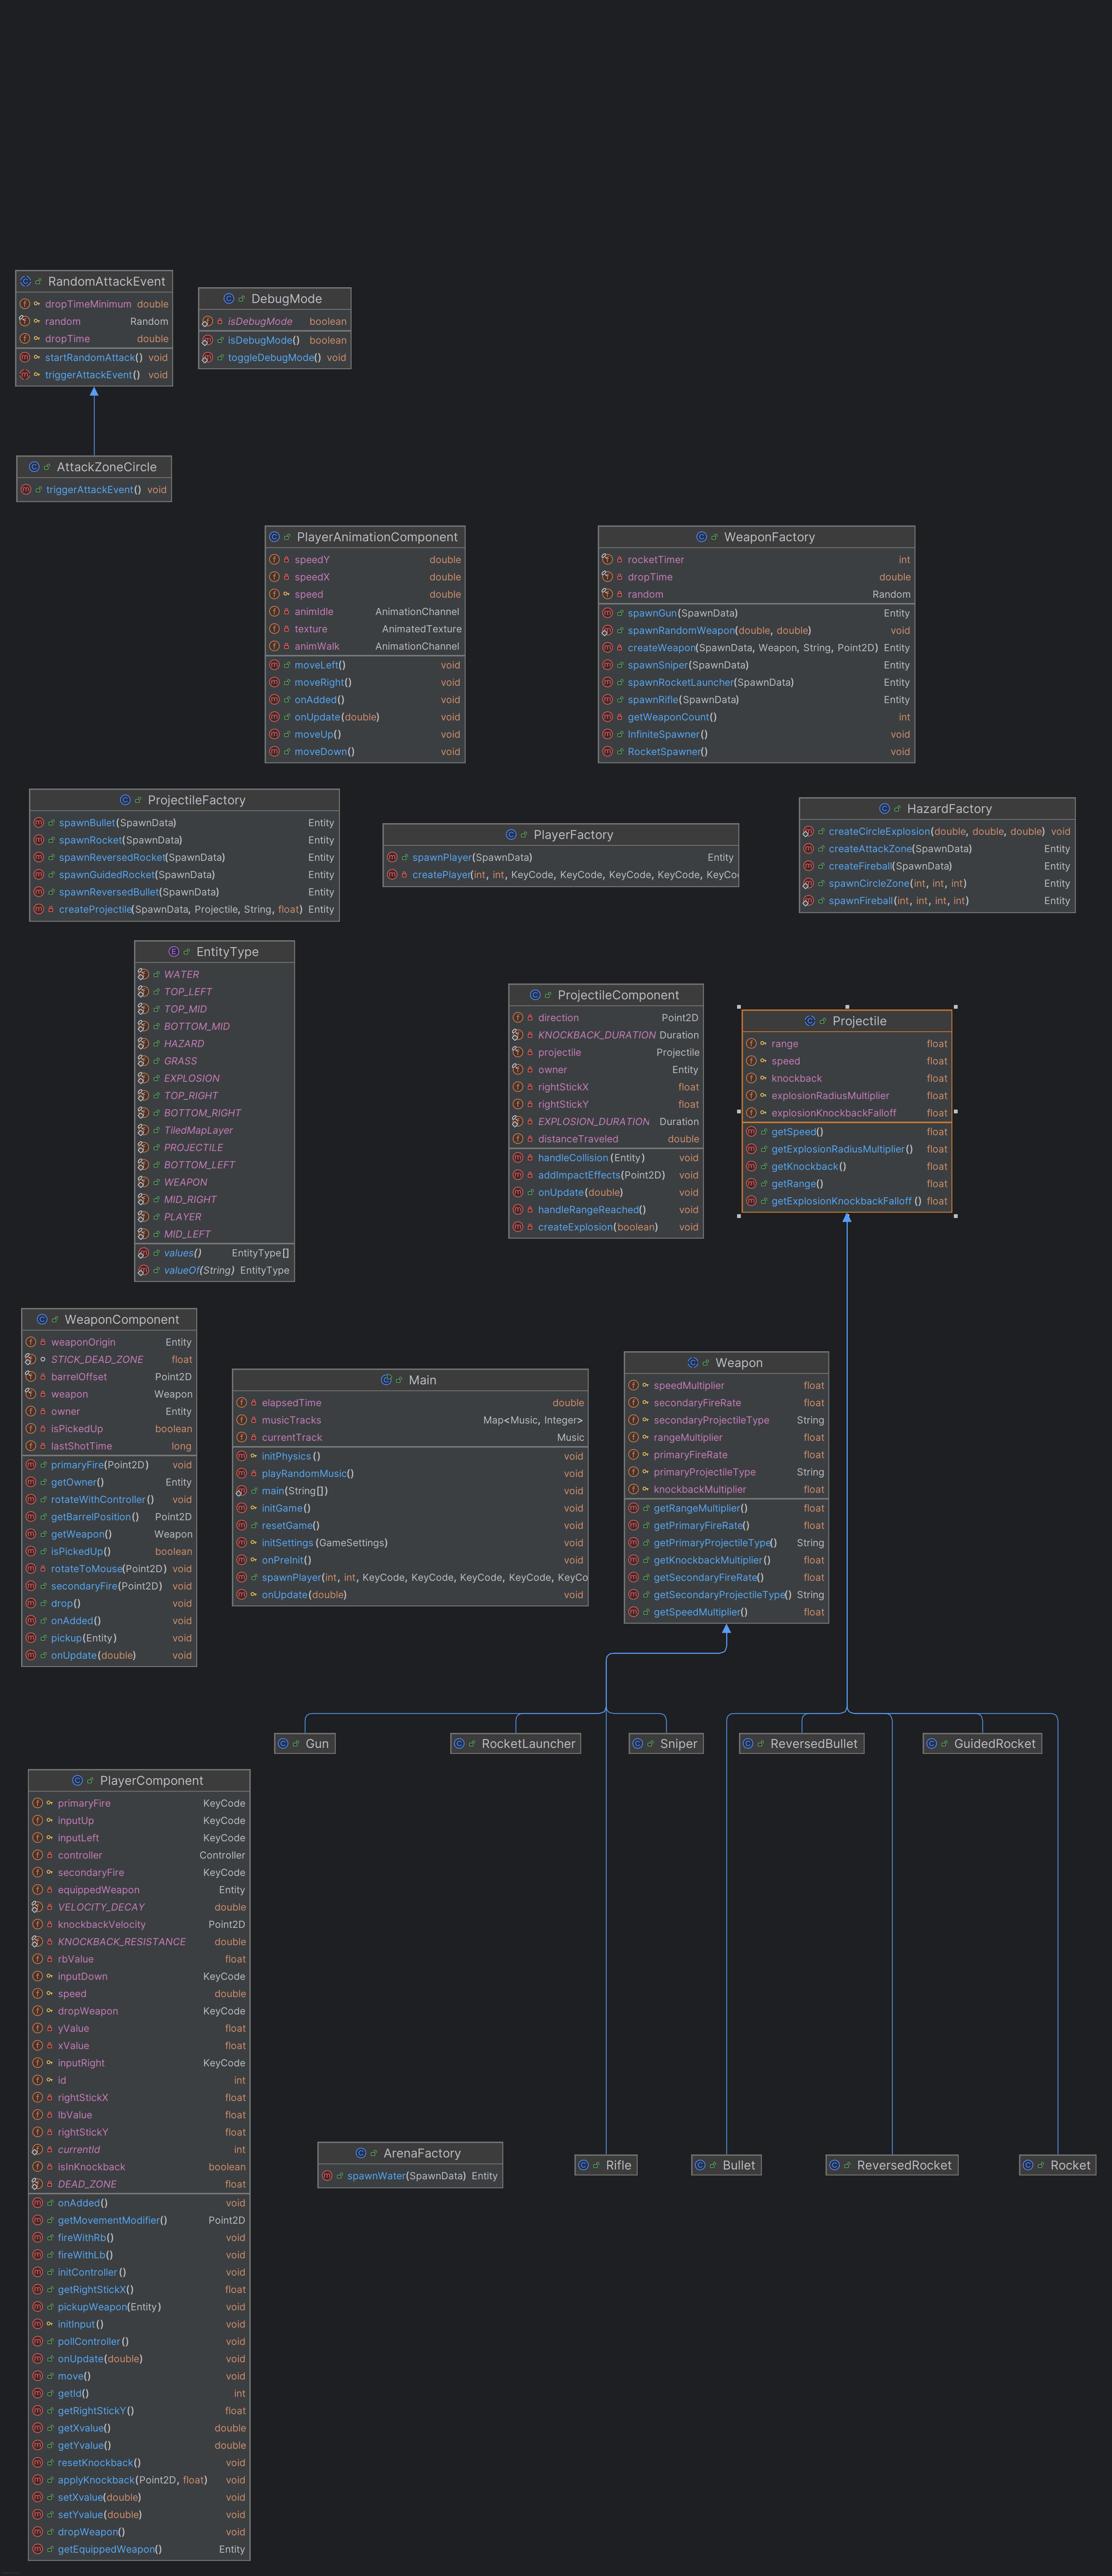 RandomAttackEvent
dropTimeMinimum double
random Random
dropTime double
startRandomAttack() void
triggerAttackEvent() void
DebugMode
isDebugMode boolean
isDebugMode() boolean
toggleDebugMode() void
AttackZoneCircle
triggerAttackEvent() void
PlayerAnimationComponent
speedY double
speedX double
speed double
animIdle AnimationChannel
texture AnimatedTexture
animWalk AnimationChannel
moveLeft() void
moveRight() void
onAdded() void
onUpdate(double) void
moveUp() void
moveDown() void
WeaponFactory
rocketTimer int
dropTime double
random Random
spawnGun(SpawnData) Entity
spawnRandomWeapon(double, double) void
createWeapon(SpawnData, Weapon, String, Point2D) Entity
spawnSniper(SpawnData) Entity
spawnRocketLauncher(SpawnData) Entity
spawnRifle(SpawnData) Entity
getWeaponCount() int
InfiniteSpawner() void
RocketSpawner() void
ProjectileFactory
spawnBullet(SpawnData) Entity
spawnRocket(SpawnData) Entity
spawnReversedRocket(SpawnData) Entity
spawnGuidedRocket(SpawnData) Entity
spawnReversedBullet(SpawnData) Entity
createProjectile(SpawnData, Projectile, String, float) Entity
PlayerFactory
spawnPlayer(SpawnData) Entity
createPlayer(int, int, KeyCode, KeyCode, KeyCode, KeyCode, KeyCo
HazardFactory
createCircleExplosion(double, double, double) void
createAttackZone(SpawnData) Entity
createFireball(SpawnData) Entity
spawnCircleZone(int, int, int) Entity
spawnFireball(int, int, int, int) Entity
EntityType
WATER
TOP_LEFT
TOP_MID
BOTTOM_MID
HAZARD
GRASS
EXPLOSION
TOP_RIGHT
BOTTOM_RIGHT
TiledMapLayer
PROJECTILE
BOTTOM_LEFT
WEAPON
MID_RIGHT
PLAYER
MID_LEFT
values() EntityType[]
valueOf(String) EntityType
ProjectileComponent
direction Point2D
KNOCKBACK_DURATION Duration
projectile Projectile
owner Entity
rightStickX float
rightStickY float
EXPLOSION_DURATION Duration
distanceTraveled double
handleCollision(Entity) void
addImpactEffects(Point2D) void
onUpdate(double) void
handleRangeReached() void
createExplosion(boolean) void
Projectile
range float
speed float
knockback float
explosionRadiusMultiplier float
explosionKnockbackFalloff float
getSpeed() float
getExplosionRadiusMultiplier() float
getKnockback() float
getRange() float
getExplosionKnockbackFalloff() float
WeaponComponent
weaponOrigin Entity
STICK_DEAD_ZONE float
barrelOffset Point2D
weapon Weapon
owner Entity
isPickedUp boolean
lastShotTime long
primaryFire(Point2D) void
getOwner() Entity
rotateWithController() void
getBarrelPosition() Point2D
getWeapon() Weapon
isPickedUp() boolean
rotateToMouse(Point2D) void
secondaryFire(Point2D) void
drop() void
onAdded() void
pickup(Entity) void
onUpdate(double) void
Main
elapsedTime double
musicTracks Map<Music, Integer>
currentTrack Music
initPhysics() void
playRandomMusic() void
main(String[]) void
initGame() void
resetGame() void
initSettings(GameSettings) void
onPreInit() void
spawnPlayer(int, int, KeyCode, KeyCode, KeyCode, KeyCode, KeyCo
onUpdate(double) void
Weapon
speedMultiplier float
secondaryFireRate float
secondaryProjectileType String
rangeMultiplier float
primaryFireRate float
primaryProjectileType String
knockbackMultiplier float
getRangeMultiplier() float
getPrimaryFireRate() float
getPrimaryProjectileType() String
getKnockbackMultiplier() float
getSecondaryFireRate() float
getSecondaryProjectileType() String
getSpeedMultiplier() float
Gun
RocketLauncher
Sniper
ReversedBullet
GuidedRocket
PlayerComponent
primaryFire KeyCode
inputUp KeyCode
inputLeft KeyCode
controller Controller
secondaryFire KeyCode
equippedWeapon Entity
VELOCITY_DECAY double
knockbackVelocity Point2D
KNOCKBACK_RESISTANCE double
rbValue float
inputDown KeyCode
speed double
dropWeapon KeyCode
yValue float
xValue float
inputRight KeyCode
id int
rightStickX float
lbValue float
rightStickY float
currentId int
isInKnockback boolean
DEAD_ZONE float
onAdded() void
getMovementModifier() Point2D
fireWithRb() void
fireWithLb() void
initController() void
getRightStickX() float
pickupWeapon(Entity) void
initInput() void
pollController() void
onUpdate(double) void
move() void
getId() int
getRightStickY() float
getXvalue() double
getYvalue() double
resetKnockback() void
applyKnockback(Point2D, float) void
setXvalue(double) void
setYvalue(double) void
dropWeapon() void
getEquippedWeapon() Entity
ArenaFactory
spawnWater(SpawnData) Entity
Rifle
Bullet
ReversedRocket
Rocket